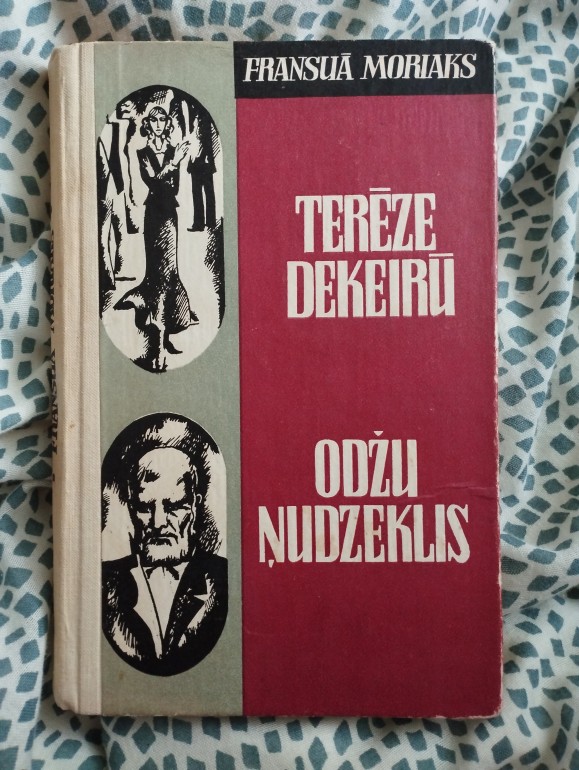 FRANSUĀ MORIAKS
TERĒZE
DEKEIRŪ
ODŽU
ŅUDZEKLIS